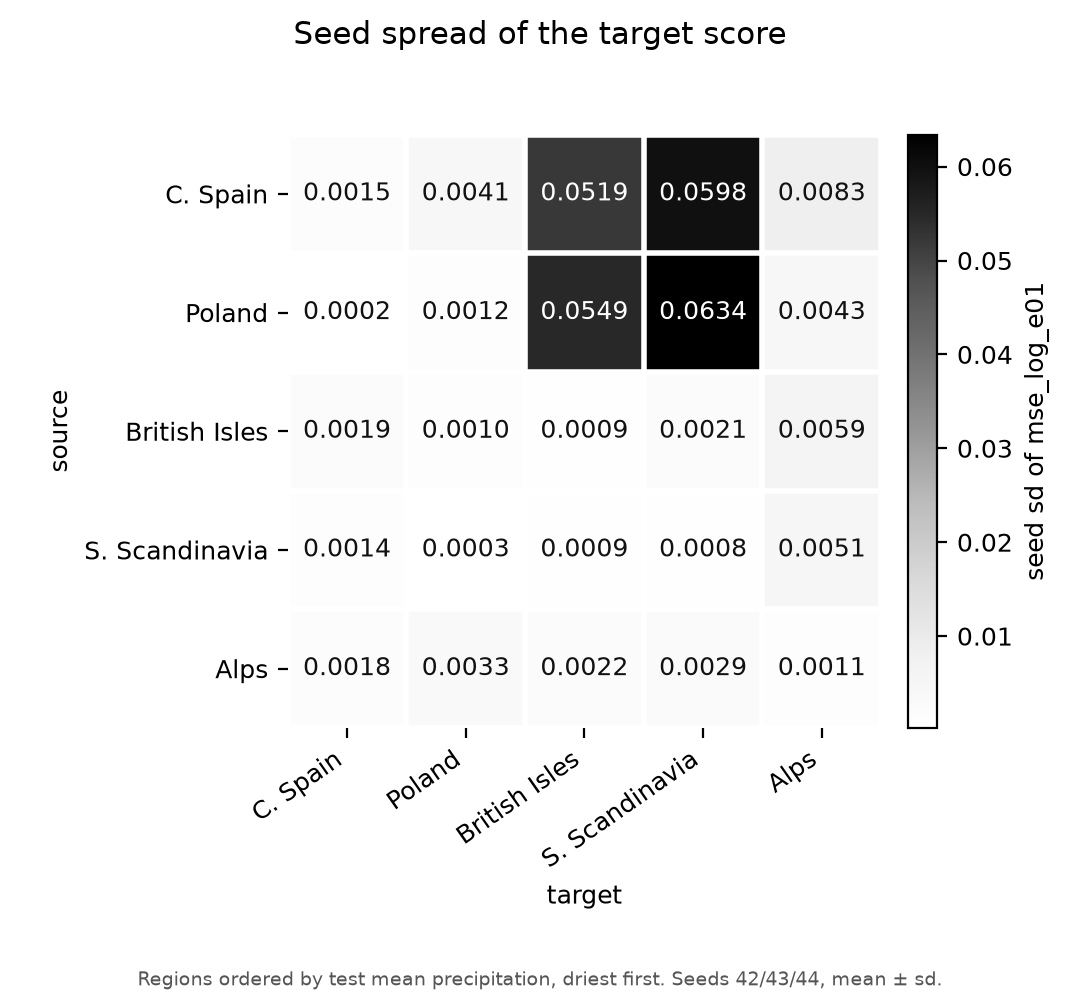 Seed spread of the target score
C. Spain 0.0015 0.0041 0.0519 0.0598 0.0083
Poland 0.0002 0.0012 0.0549 0.0634 0.0043
British Isles 0.0019 0.0010 0.0009 0.0021 0.0059
S. Scandinavia 0.0014 0.0003 0.0009 0.0008 0.0051
Alps 0.0018 0.0033 0.0022 0.0029 0.0011
source
C. Spain Poland British Isles S. Scandinavia Alps
target
0.06
0.05
0.04
0.03
0.02
0.01
seed sd of mse_log_e01
Regions ordered by test mean precipitation, driest first. Seeds 42/43/44, mean ± sd.